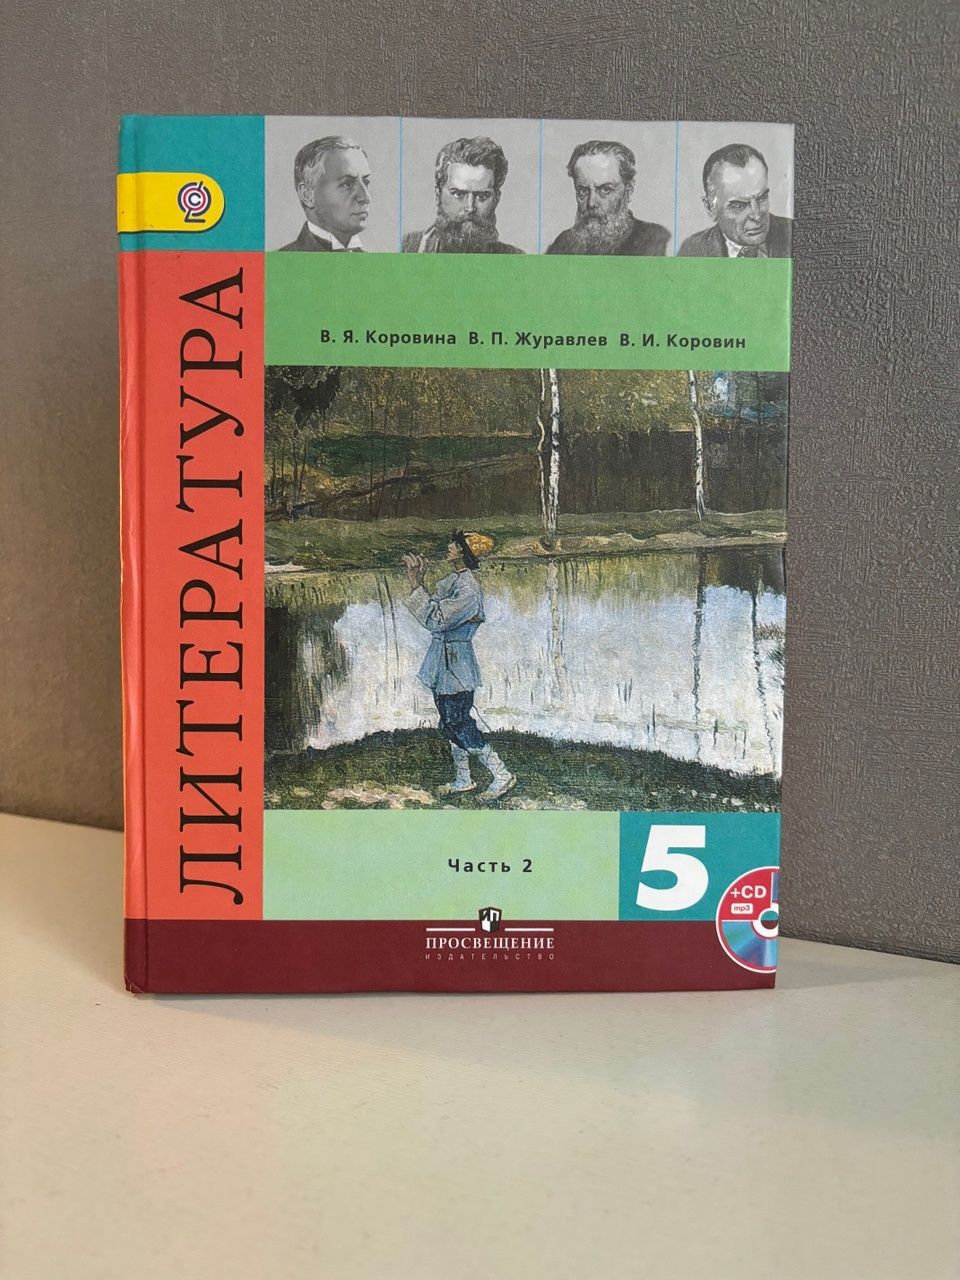 ЛИТЕРАТУРА
В. Я. Коровина В. П. Журавлев В. И. Коровин
Часть 2
5
+CD
mp3
ПРОСВЕЩЕНИЕ
ИЗДАТЕЛЬСТВО